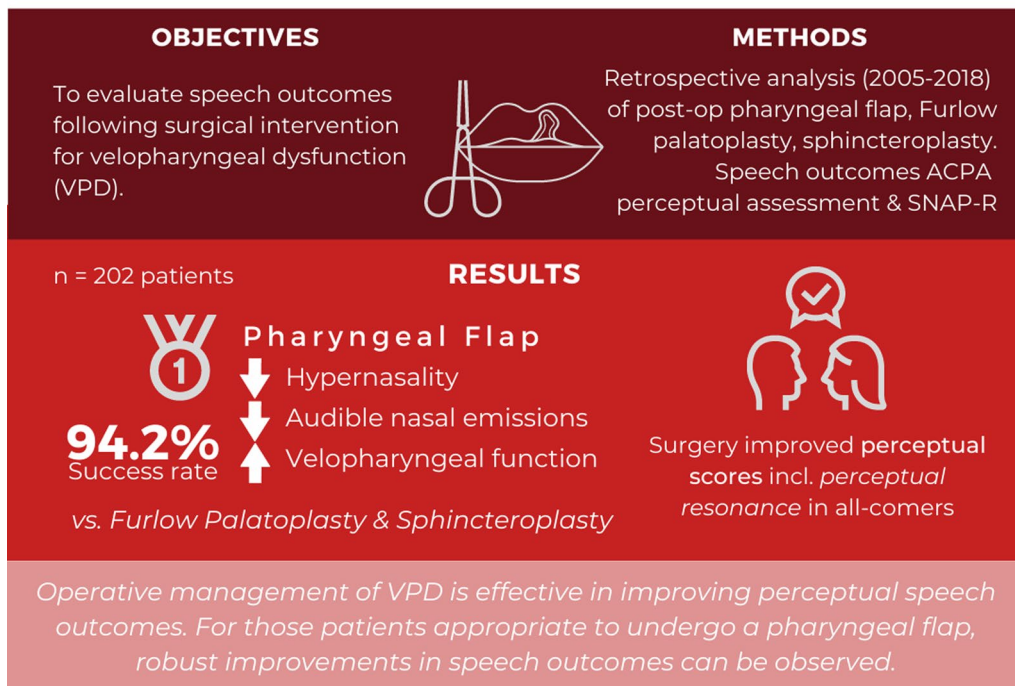 OBJECTIVES
To evaluate speech outcomes
following surgical intervention
for velopharyngeal dysfunction
(VPD).
METHODS
Retrospective analysis (2005-2018)
of post-op pharyngeal flap, Furlow
palatoplasty, sphincteroplasty.
Speech outcomes ACPA
perceptual assessment & SNAP-R
n = 202 patients
RESULTS
1
94.2%
Success rate
Pharyngeal Flap
Hypernasality
Audible nasal emissions
Velopharyngeal function
vs. Furlow Palatoplasty & Sphincteroplasty
Surgery improved perceptual
scores incl. perceptual
resonance in all-comers
Operative management of VPD is effective in improving perceptual speech
outcomes. For those patients appropriate to undergo a pharyngeal flap,
robust improvements in speech outcomes can be observed.